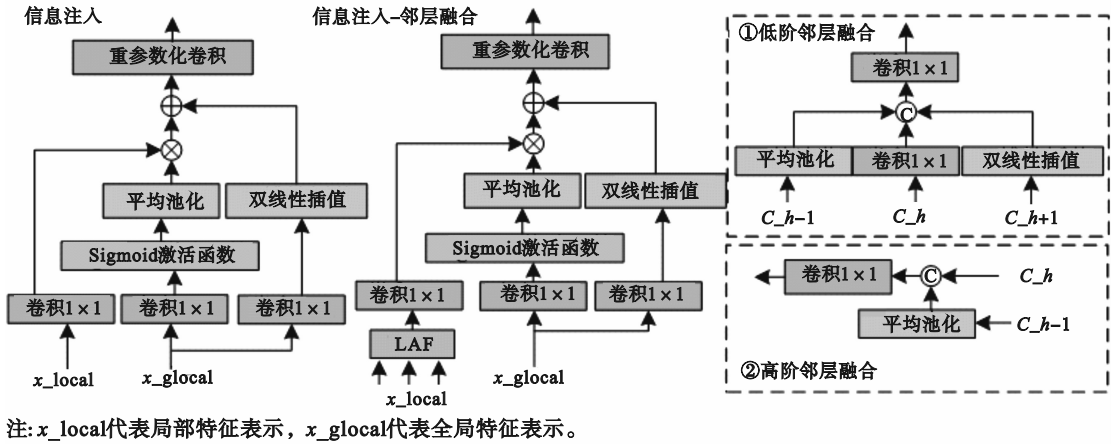 信息注入
重参数化卷积
平均池化
双线性插值
Sigmoid激活函数
卷积1×1
卷积1×1
卷积1×1
x_local
x_glocal
信息注入-邻层融合
重参数化卷积
平均池化
双线性插值
Sigmoid激活函数
卷积1×1
卷积1×1
卷积1×1
LAF
x_local
x_glocal
①低阶邻层融合
卷积1×1
C
平均池化
卷积1×1
双线性插值
C_h-1
C_h
C_h+1
卷积1×1
C
C_h
平均池化
C_h-1
②高阶邻层融合
注: x_local代表局部特征表示，x_glocal代表全局特征表示。